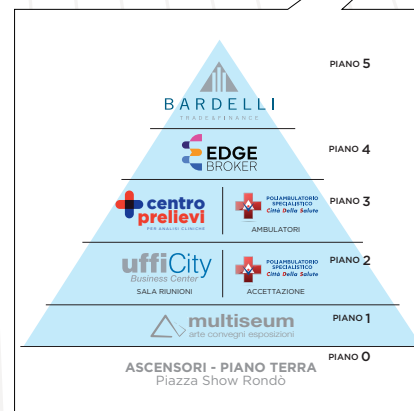 PIANO 5
BARDELLI
TRADE&FINANCE
PIANO 4
EDGE
BROKER
PIANO 3
centro
prelievi
PER ANALISI CLINICHE
POLIAMBULATORIO
SPECIALISTICO
Città Della Salute
AMBULATORI
PIANO 2
uffiCity
Business Center
SALA RIUNIONI
POLIAMBULATORIO
SPECIALISTICO
Città Della Salute
ACCETTAZIONE
PIANO 1
multiseum
arte convegni esposizioni
PIANO 0
ASCENSORI - PIANO TERRA
Piazza Show Rondò